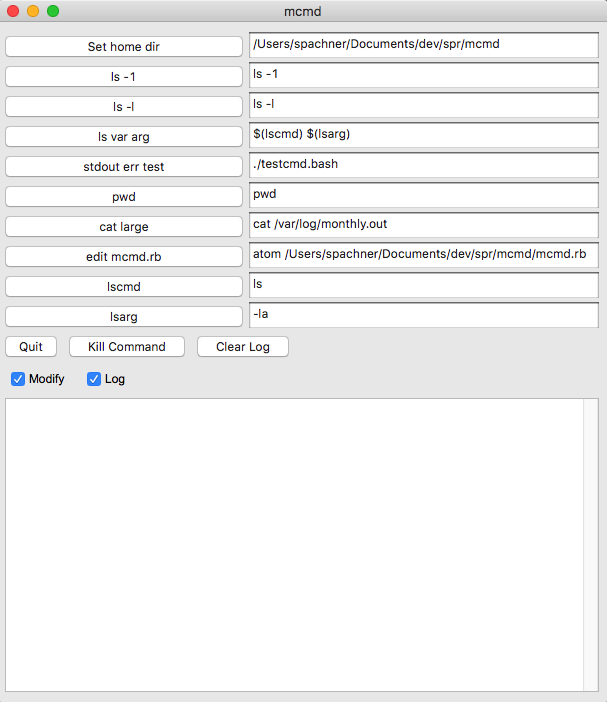 mcmd
Set home dir /Users/spachner/Documents/dev/spr/mcmd
ls -1 ls -1
ls -l ls -l
ls var arg $(lscmd) $(lsarg)
stdout err test ./testcmd.bash
pwd pwd
cat large cat /var/log/monthly.out
edit mcmd.rb atom /Users/spachner/Documents/dev/spr/mcmd/mcmd.rb
lscmd ls
lsarg -la
Quit Kill Command Clear Log
Modify Log